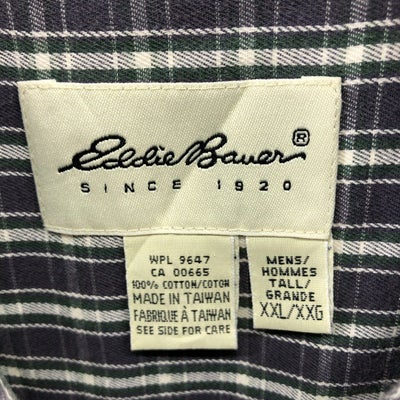 Eddie Bauer®
SINCE 1920
WPL 9647
CA 00665
100% COTTON/COTON
MADE IN TAIWAN
FABRIQUÉ À TAÏWAN
SEE SIDE FOR CARE
MENS/
HOMMES
TALL/
GRANDE
XXL/XXG